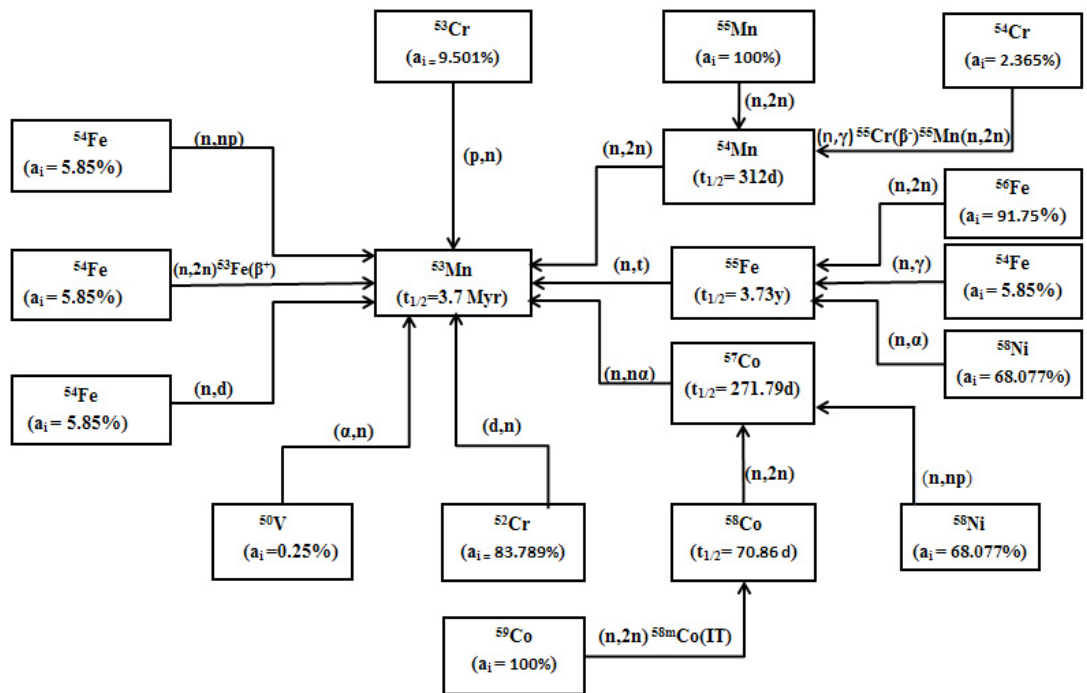 ⁵³Cr
(aᵢ = 9.501%)
⁵⁵Mn
(aᵢ = 100%)
⁵⁴Cr
(aᵢ = 2.365%)
(n,2n)
⁵⁴Fe
(aᵢ = 5.85%)
(n,np)
(p,n)
(n,2n)
⁵⁴Mn
(t₁/₂= 312d)
(n,γ) ⁵⁵Cr(β⁻)⁵⁵Mn(n,2n)
(n,2n)
⁵⁶Fe
(aᵢ = 91.75%)
⁵⁴Fe
(aᵢ = 5.85%)
(n,2n)⁵³Fe(β⁺)
⁵³Mn
(t₁/₂=3.7 Myr)
(n,t)
⁵⁵Fe
(t₁/₂ = 3.73y)
(n,γ)
⁵⁴Fe
(aᵢ = 5.85%)
(n,α)
⁵⁸Ni
(aᵢ = 68.077%)
⁵⁴Fe
(aᵢ = 5.85%)
(n,d)
(n,nα)
⁵⁷Co
(t₁/₂= 271.79d)
(α,n)
(d,n)
(n,2n)
(n,np)
⁵⁰V
(aᵢ =0.25%)
⁵²Cr
(aᵢ = 83.789%)
⁵⁸Co
(t₁/₂= 70.86 d)
⁵⁸Ni
(aᵢ = 68.077%)
⁵⁹Co
(aᵢ = 100%)
(n,2n) ⁵⁸ᵐCo(IT)